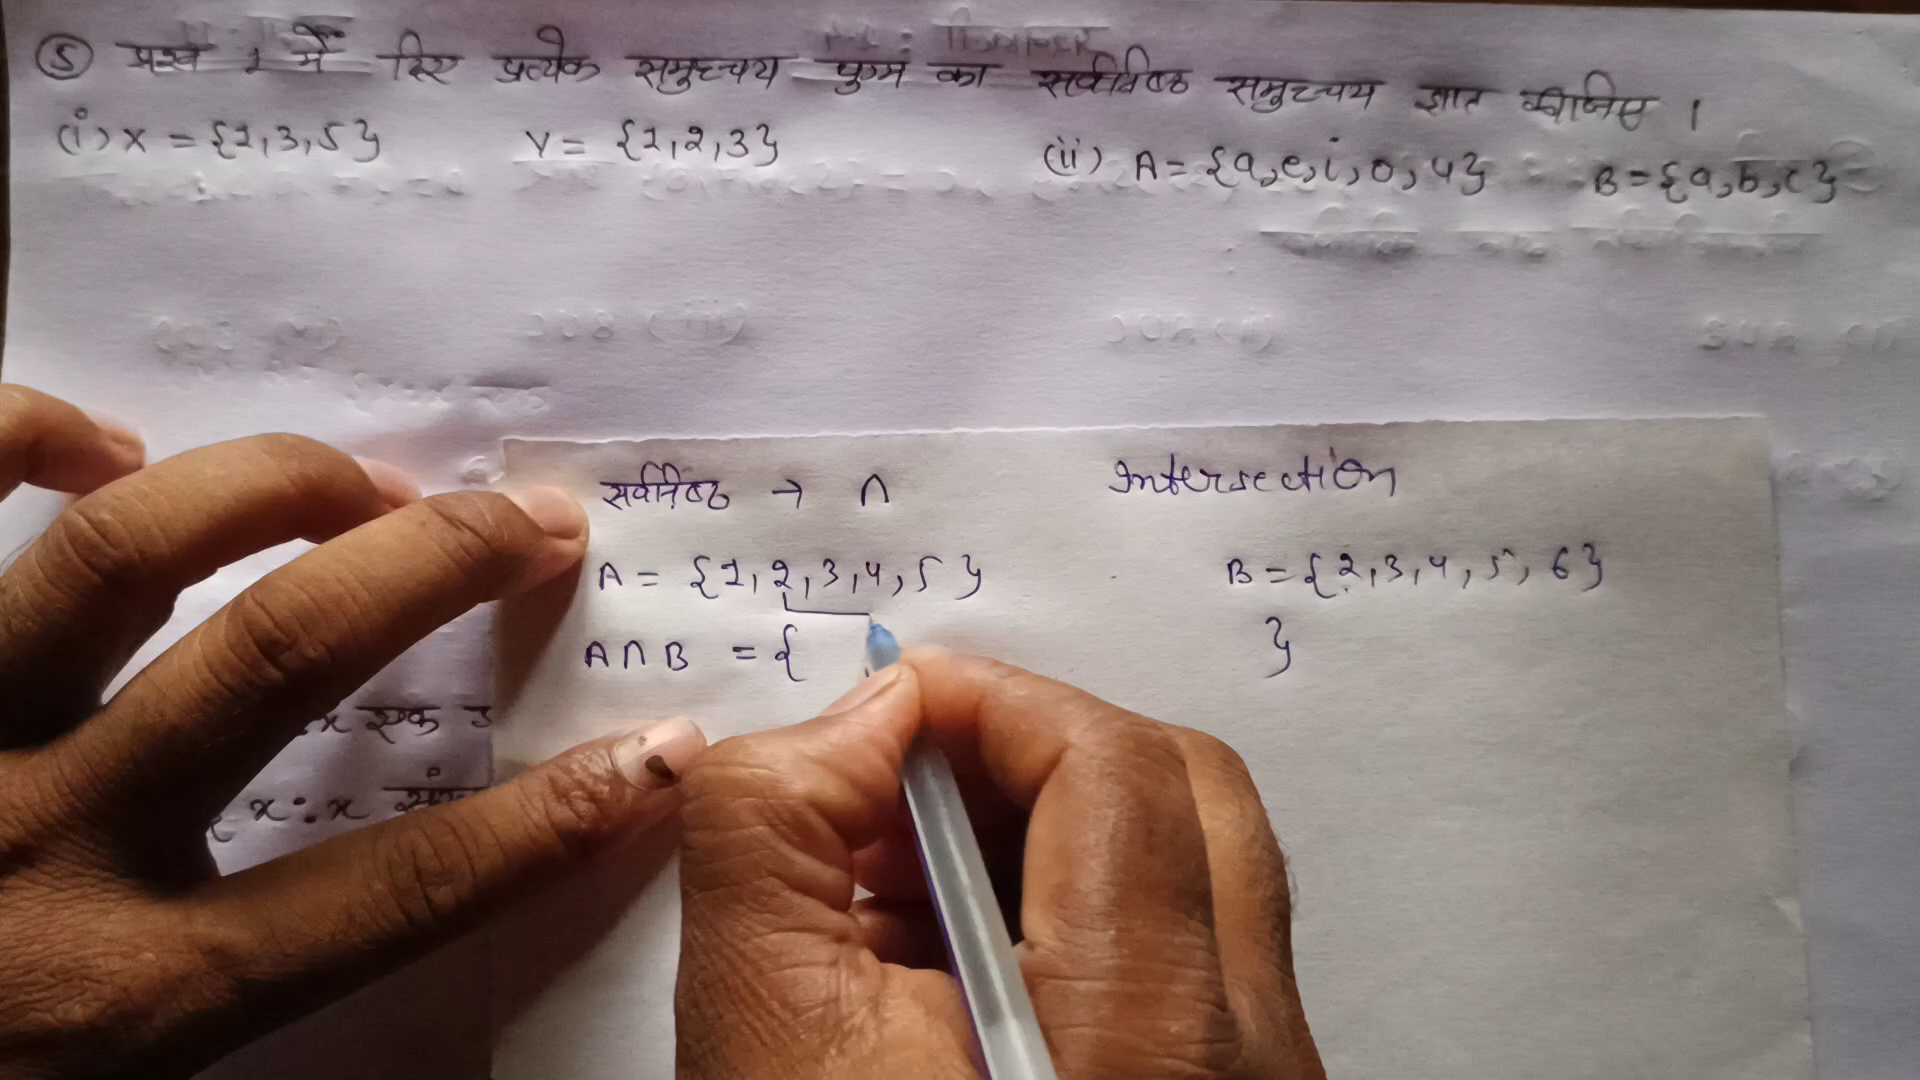 ⑤ प्रश्न 1 में दिए प्रत्येक समुच्चय युग्म का सर्वनिष्ठ समुच्चय ज्ञात कीजिए ।
(i) X = {1,3,5} Y = {1,2,3} (ii) A = {a,e,i,o,u} B = {a,b,c}
सर्वनिष्ठ → ∩ Intersection
A = {1,2,3,4,5} B = {2,3,4,5,6}
A∩B = { }
x एक
x:x